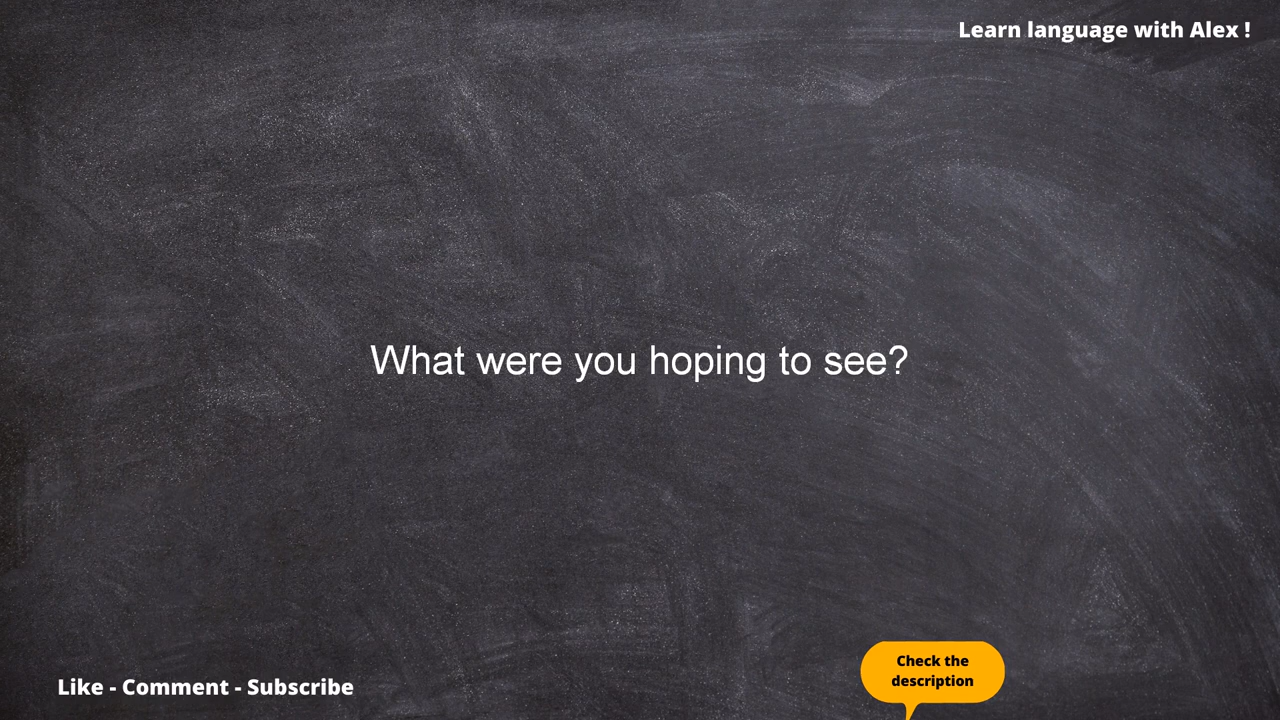 Learn language with Alex !
What were you hoping to see?
Check the
description
Like - Comment - Subscribe